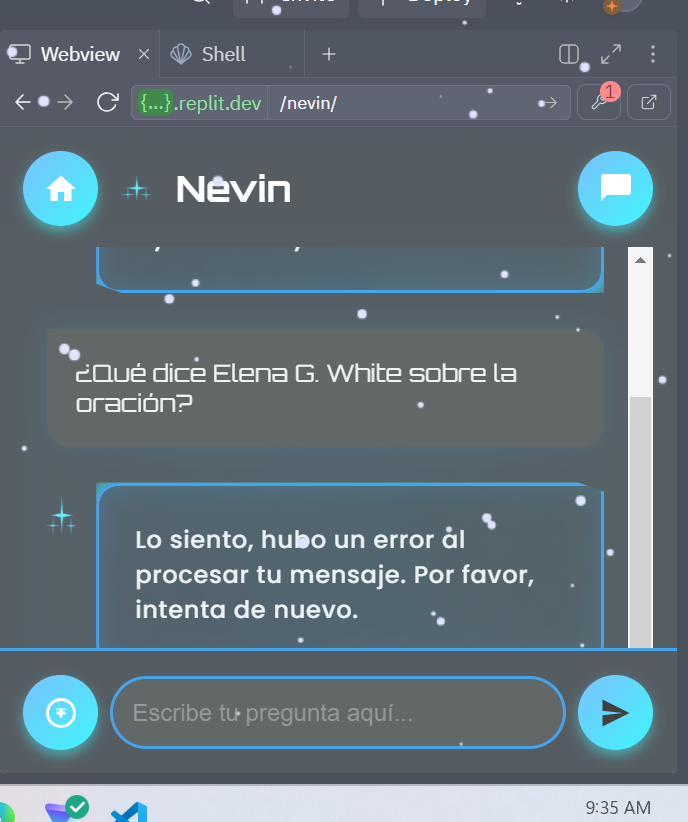 Webview
Shell
{...}.replit.dev
/nevin/
1
Nevin
¿Qué dice Elena G. White sobre la
oración?
Lo siento, hubo un error al
procesar tu mensaje. Por favor,
intenta de nuevo.
Escribe tu pregunta aquí...
9:35 AM